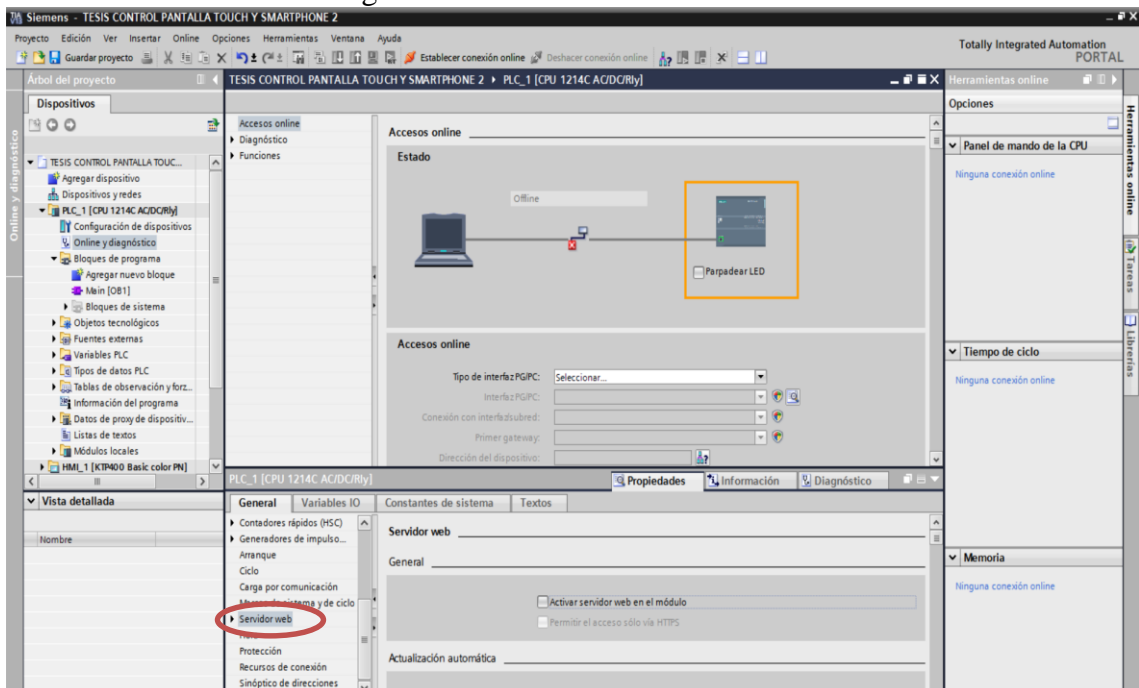 Siemens - TESIS CONTROL PANTALLA TOUCH Y SMARTPHONE 2
Proyecto Edición Ver Insertar Online Opciones Herramientas Ventana Ayuda
Guardar proyecto Establecer conexión online Deshacer conexión online
Totally Integrated Automation
PORTAL
Árbol del proyecto
Dispositivos
Online y diagnóstico
TESIS CONTROL PANTALLA TOUC...
Agregar dispositivo
Dispositivos y redes
PLC_1 [CPU 1214C AC/DC/Rly]
Configuración de dispositivos
Online y diagnóstico
Bloques de programa
Agregar nuevo bloque
Main [OB1]
Bloques de sistema
Objetos tecnológicos
Fuentes externas
Variables PLC
Tipos de datos PLC
Tablas de observación y forz...
Información del programa
Datos de proxy de dispositiv...
Listas de textos
Módulos locales
HMI_1 [KTP400 Basic color PN]
Vista detallada
Nombre
TESIS CONTROL PANTALLA TOUCH Y SMARTPHONE 2 PLC_1 [CPU 1214C AC/DC/Rly]
Accesos online
Diagnóstico
Funciones
Accesos online
Estado
Offline
Parpadear LED
Accesos online
Tipo de interfaz PG/PC: Seleccionar...
Interfaz PG/PC:
Conexión con interfaz/subred:
Primer gateway:
Dirección del dispositivo:
PLC_1 [CPU 1214C AC/DC/Rly]
Propiedades Información Diagnóstico
General Variables IO Constantes de sistema Textos
Contadores rápidos (HSC)
Generadores de impulso...
Arranque
Ciclo
Carga por comunicación
Servidor web
Protección
Recursos de conexión
Sinóptico de direcciones
Servidor web
General
Activar servidor web en el módulo
Permitir el acceso sólo vía HTTPS
Actualización automática
Herramientas online
Opciones
Panel de mando de la CPU
Ninguna conexión online
Tiempo de ciclo
Ninguna conexión online
Memoria
Ninguna conexión online
Herramientas online
Tareas
Librerías